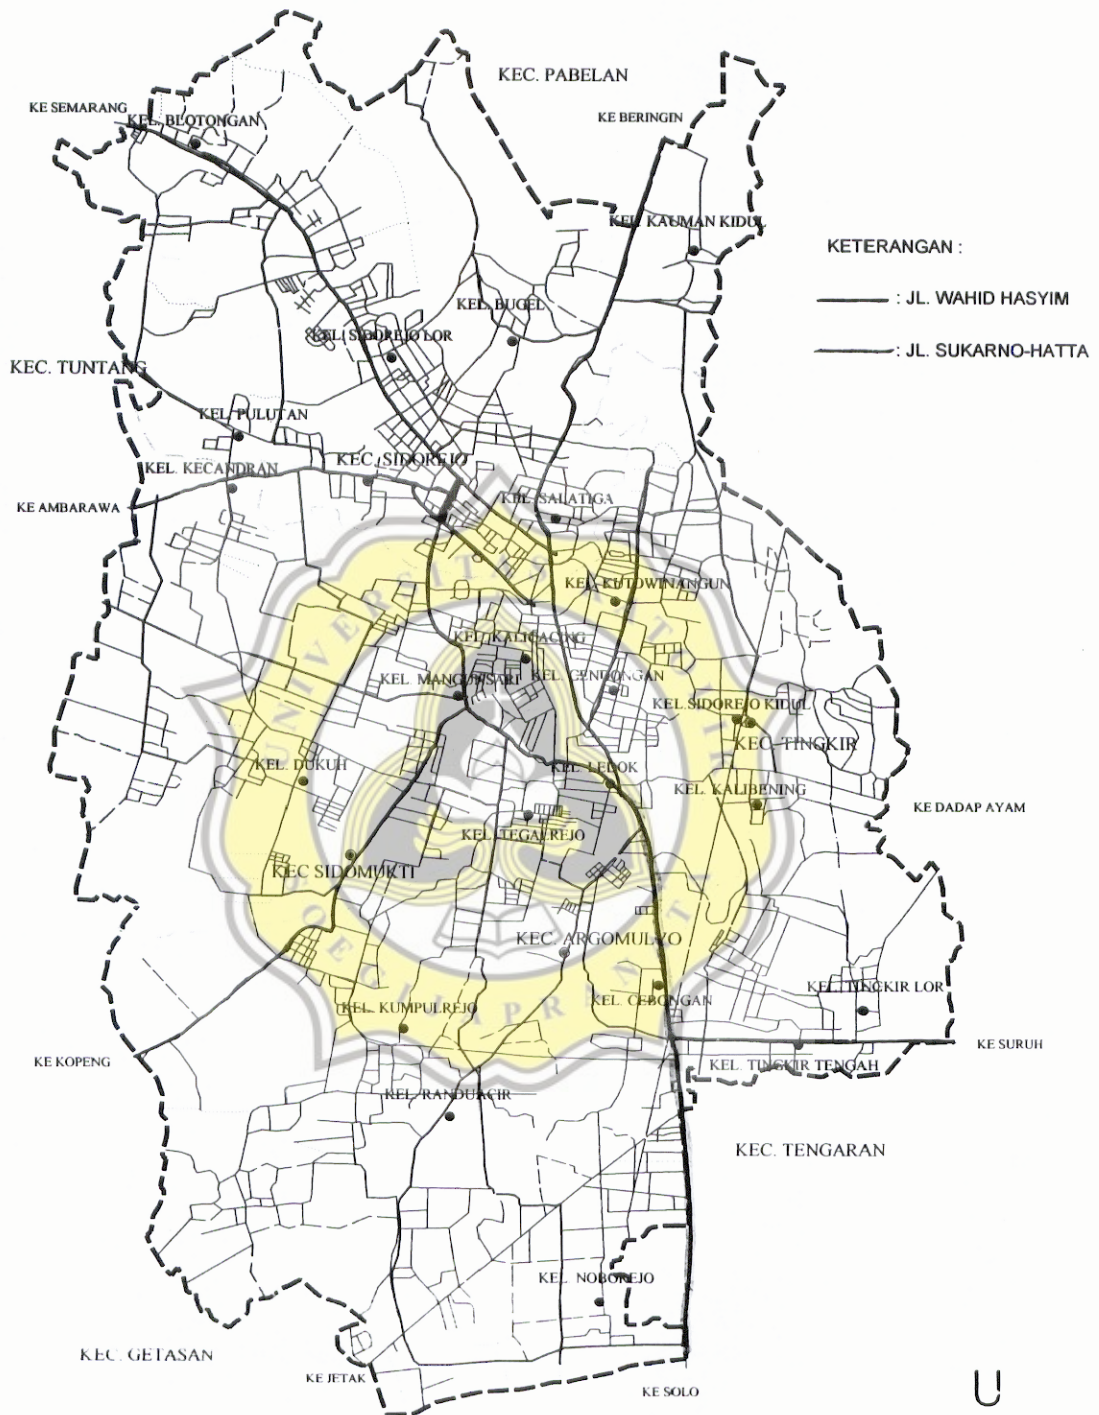 KEC. PABELAN
KE SEMARANG
KEL. BLOTONGAN
KE BERINGIN
KEL. KAUMAN KIDUL
KETERANGAN :
: JL. WAHID HASYIM
KEL. BUGEL
KEL. SIDOREJO LOR
: JL. SUKARNO-HATTA
KEC. TUNTANG
KEL. PULUTAN
KEC. SIDOREJO
KEL. KECANDRAN
KEL. SALATIGA
KE AMBARAWA
KEL. KUTOWINANGUN
KEL. KALICACING
KEL. MANGUNSARI
KEL. GENDONGAN
KEL.SIDOREJO KIDUL
KEC. TINGKIR
KEL. DUKUH
KEL. LEDOK
KEL. KALIBENING
KE DADAP AYAM
KEL. TEGALREJO
KEC SIDOMUKTI
KEC. ARGOMULYO
KEL. TINGKIR LOR
KEL. CEBONGAN
KEL. KUMPULREJO
KE SURUH
KE KOPENG
KEL. TINGKIR TENGAH
KEL. RANDUACIR
KEC. TENGARAN
KEL. NOBOREJO
KEC. GETASAN
KE JETAK
KE SOLO
U
UNIVERSITAS KATOLIK
SOEGIJAPRANATA